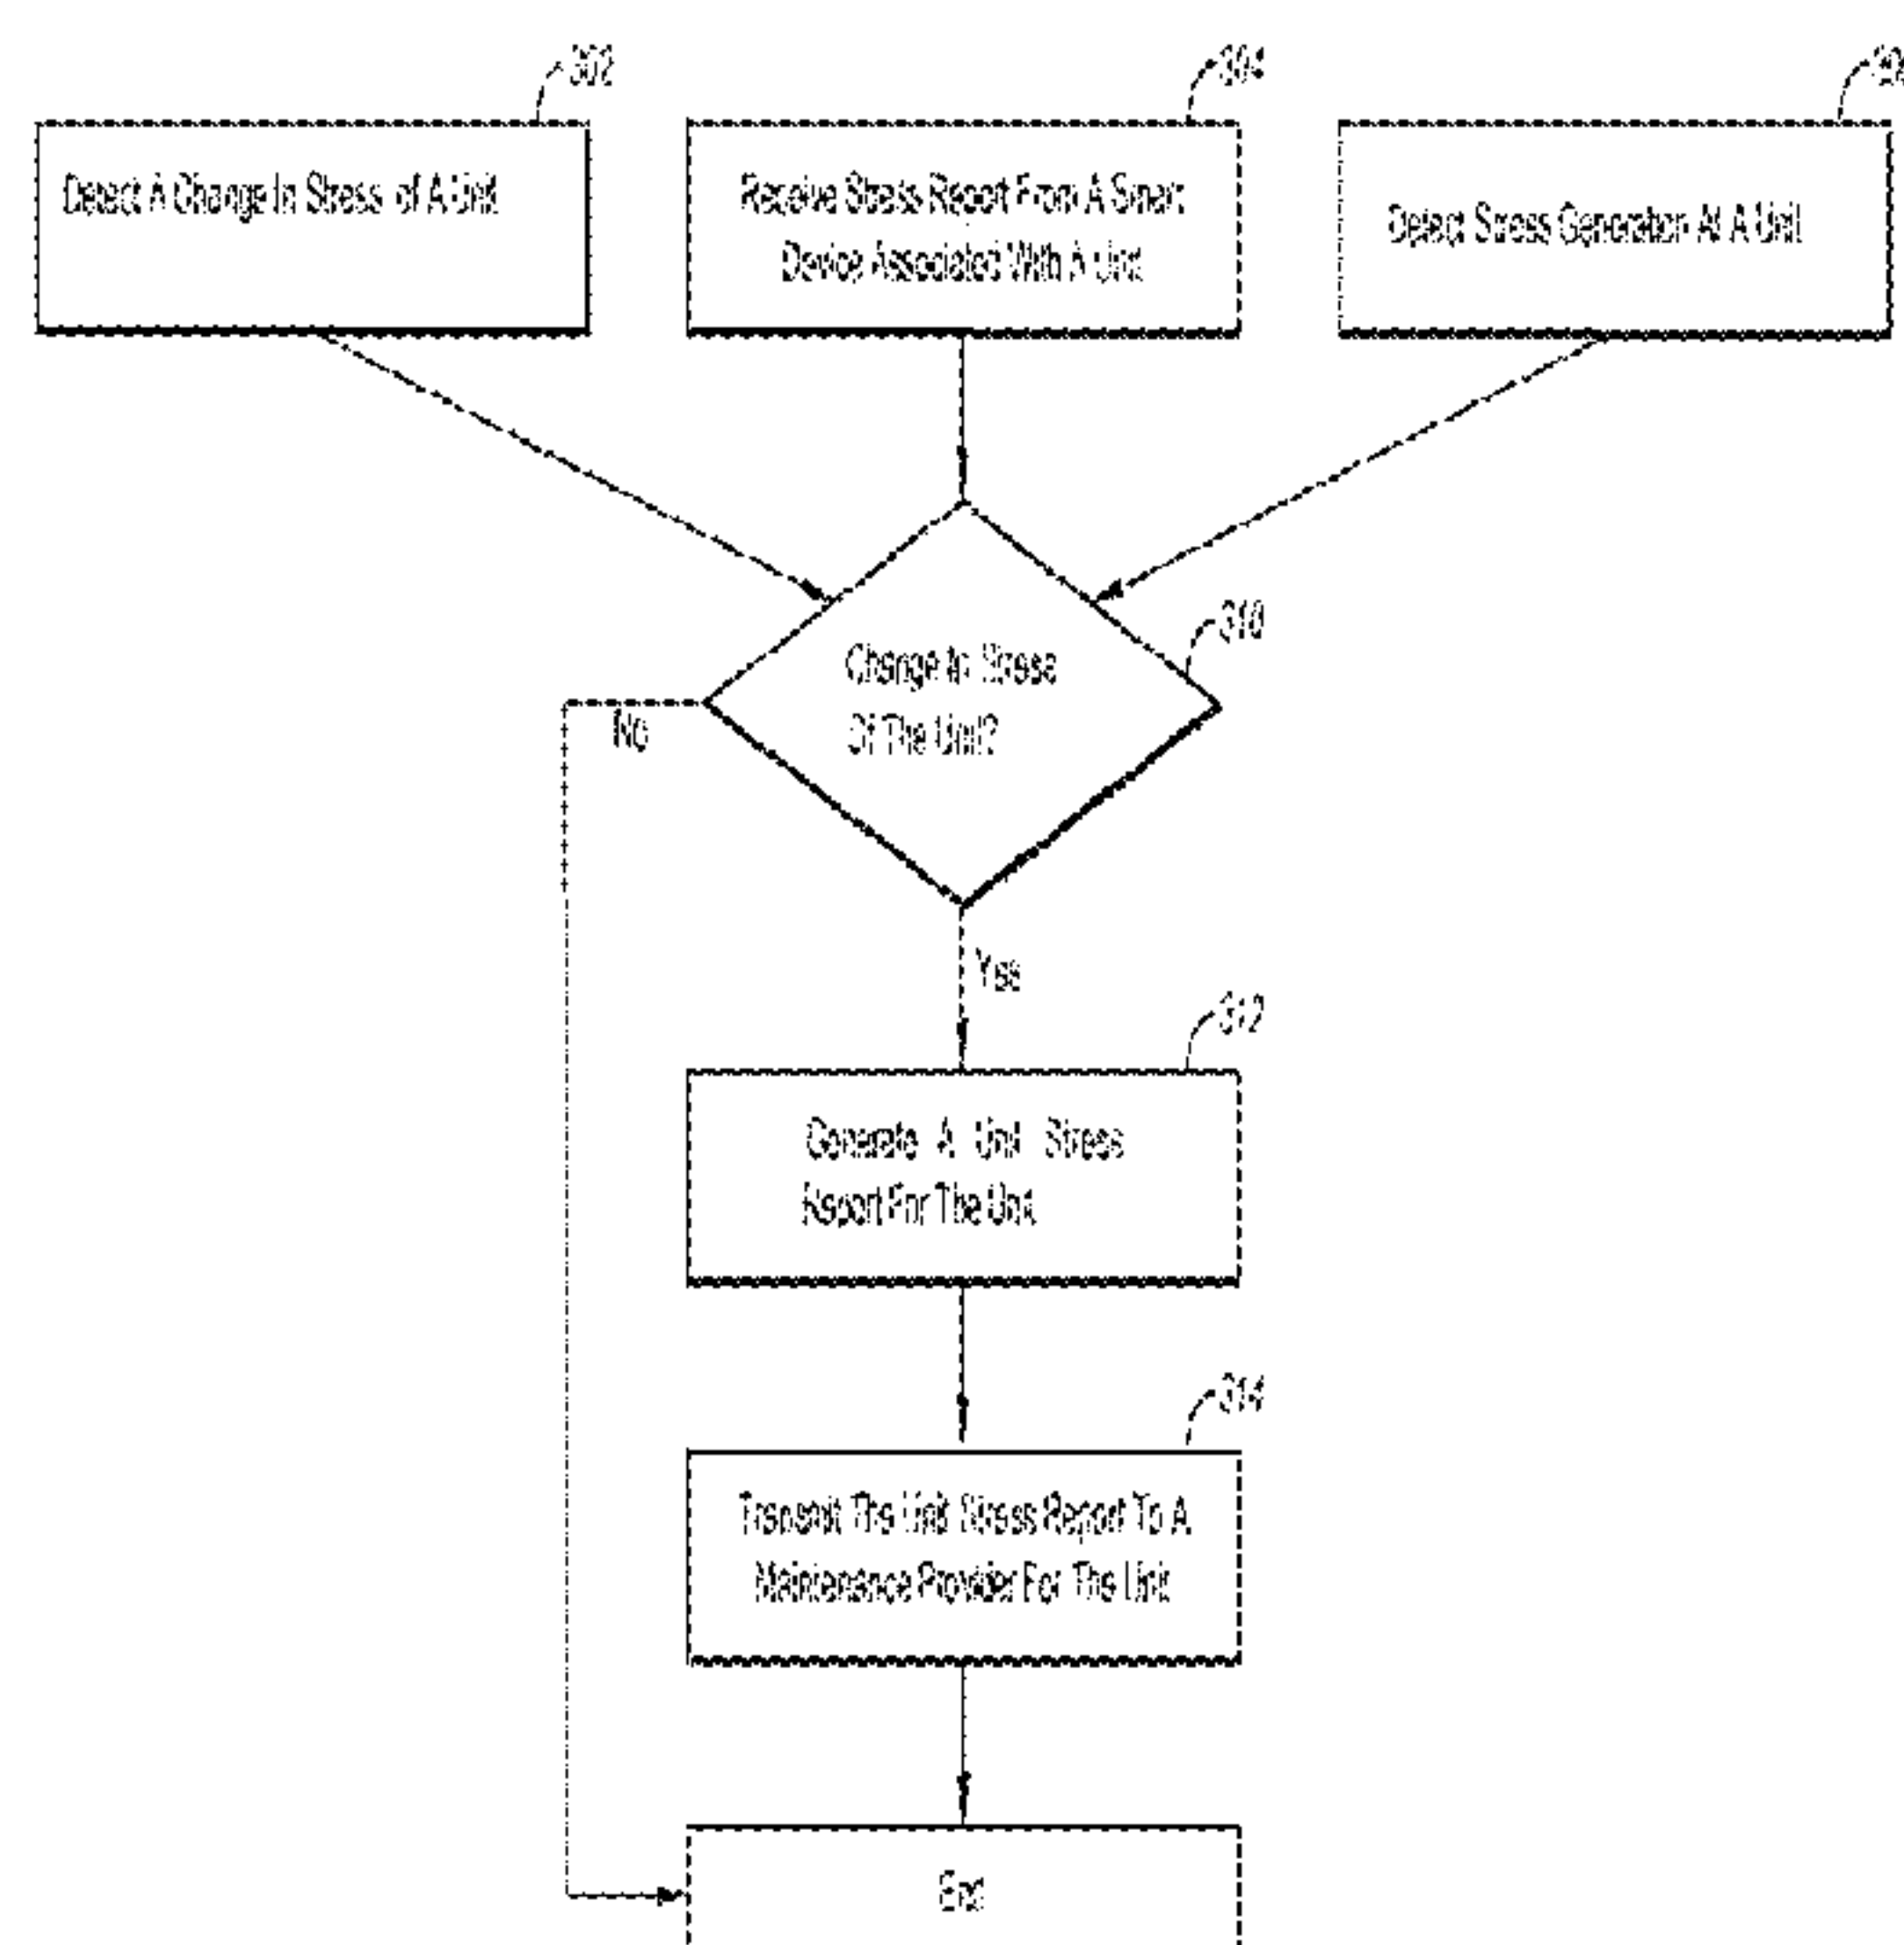 302
304
Detect A Change In Stress of A Unit
Receive Stress Report From A Smart
Device Associated With A Unit
Detect Stress Generation At A Unit
310
Change In Stress
Of The Unit?
No
Yes
312
Generate A Unit Stress
Report For The Unit
314
Transmit The Unit Stress Report To A
Maintenance Provider For The Unit
End